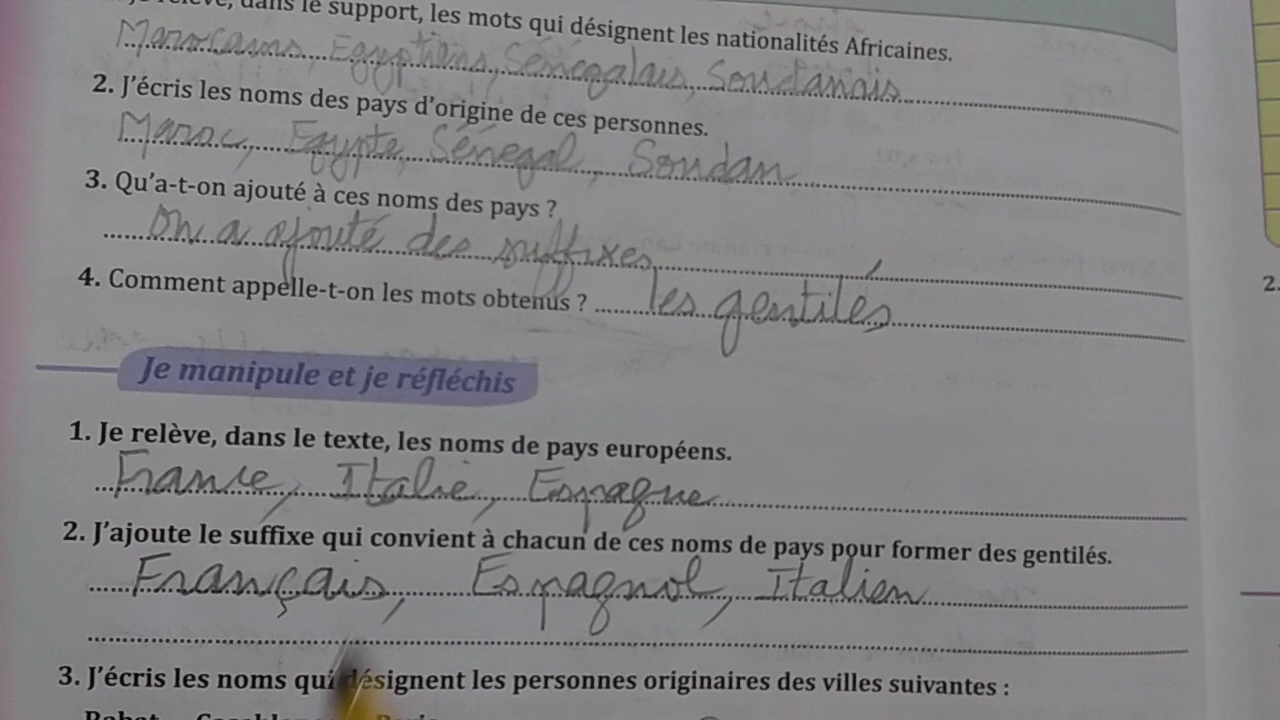 dans le support, les mots qui désignent les nationalités Africaines.
Marocains, Egyptiens, Sénégalais, Soudanais
2. J'écris les noms des pays d'origine de ces personnes.
Maroc, Egypte, Sénégal, Soudan
3. Qu'a-t-on ajouté à ces noms des pays ?
On a ajouté des suffixes
4. Comment appelle-t-on les mots obtenus ? les gentilés
Je manipule et je réfléchis
1. Je relève, dans le texte, les noms de pays européens.
France, Italie, Espagne
2. J'ajoute le suffixe qui convient à chacun de ces noms de pays pour former des gentilés.
Français, Espagnol, Italien
3. J'écris les noms qui désignent les personnes originaires des villes suivantes :
2.